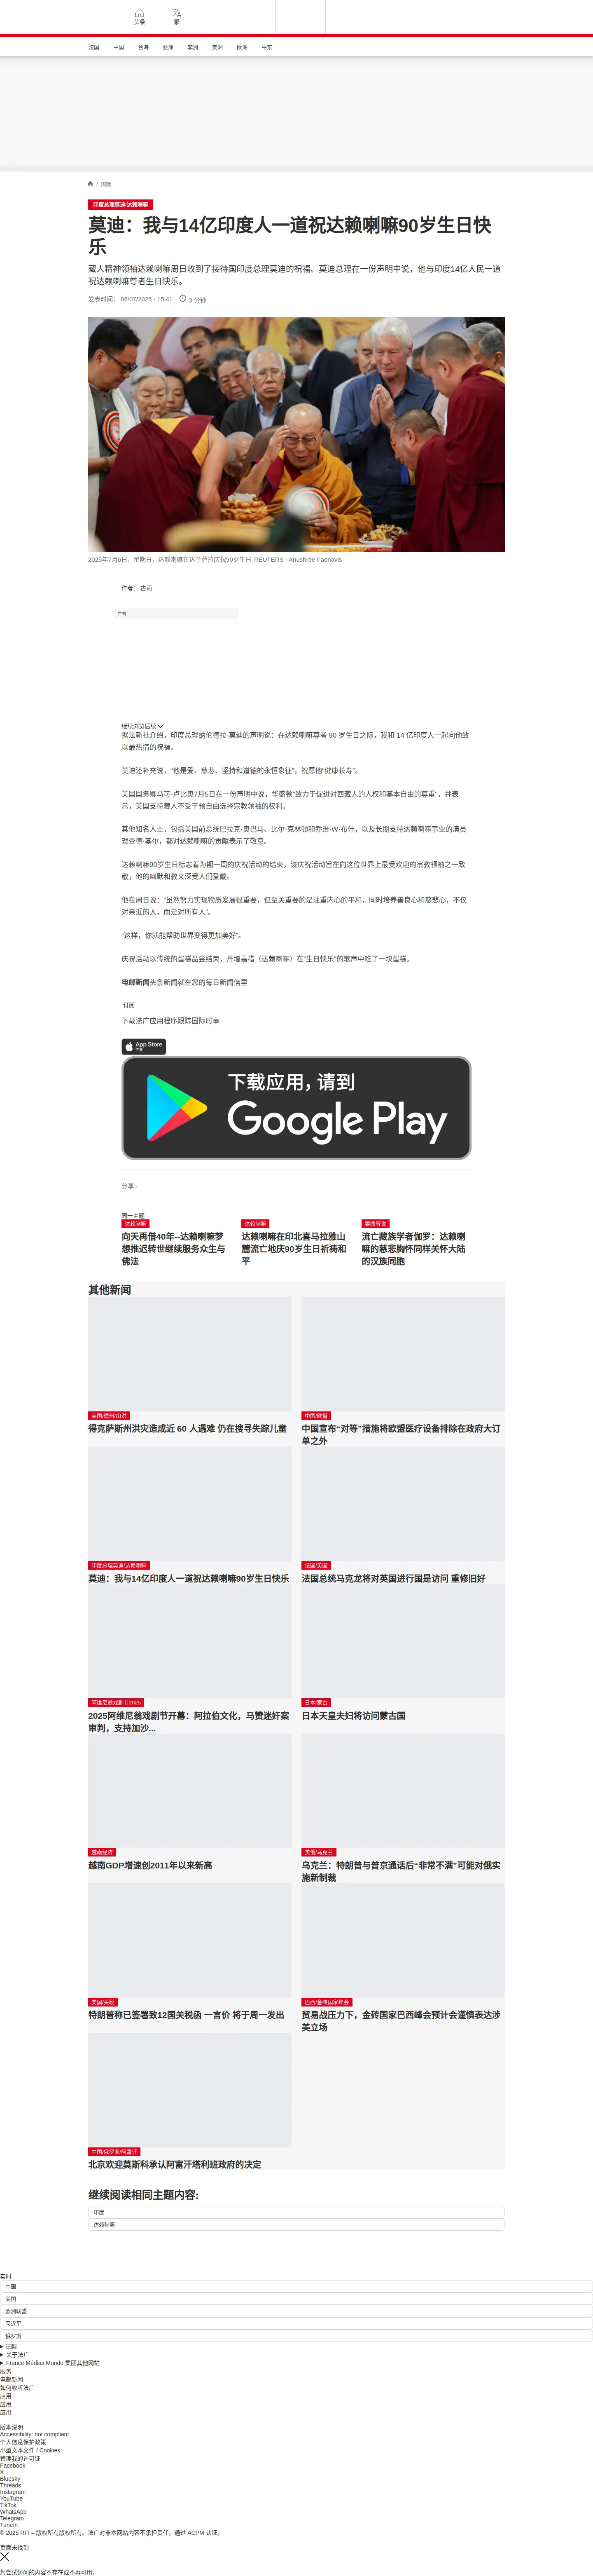 头条
繁
法国 中国 台海 亚洲 非洲 美洲 欧洲 中东
/ 国际
印度总理莫迪/达赖喇嘛
莫迪：我与14亿印度人一道祝达赖喇嘛90岁生日快
乐
藏人精神领袖达赖喇嘛周日收到了接待国印度总理莫迪的祝福。莫迪总理在一份声明中说，他与印度14亿人民一道
祝达赖喇嘛尊者生日快乐。
发表时间： 06/07/2025 - 15:41 3 分钟
2025年7月6日，星期日，达赖喇嘛在达兰萨拉庆祝90岁生日 REUTERS - Anushree Fadnavis
作者： 古莉
广告
继续浏览后续
据法新社介绍，印度总理纳伦德拉-莫迪的声明说：在达赖喇嘛尊者 90 岁生日之际，我和 14 亿印度人一起向他致
以最热情的祝福。
莫迪还补充说，“他是爱、慈悲、坚持和道德的永恒象征”，祝愿他“健康长寿”。
美国国务卿马可-卢比奥7月5日在一份声明中说，华盛顿"致力于促进对西藏人的人权和基本自由的尊重"，并表
示，美国支持藏人不受干预自由选择宗教领袖的权利。
其他知名人士，包括美国前总统巴拉克·奥巴马、比尔·克林顿和乔治·W·布什，以及长期支持达赖喇嘛事业的演员
理查德·基尔，都对达赖喇嘛的贡献表示了敬意。
达赖喇嘛90岁生日标志着为期一周的庆祝活动的结束，该庆祝活动旨在向这位世界上最受欢迎的宗教领袖之一致
敬，他的幽默和教义深受人们爱戴。
他在周日说：“虽然努力实现物质发展很重要，但至关重要的是注重内心的平和，同时培养善良心和慈悲心，不仅
对亲近的人，而是对所有人”。
“这样，你就能帮助世界变得更加美好”。
庆祝活动以传统的蛋糕品尝结束，丹增嘉措（达赖喇嘛）在“生日快乐”的歌声中吃了一块蛋糕。
电邮新闻头条新闻就在您的每日新闻信里
订阅
下载法广应用程序跟踪国际时事
App Store
下载
下载应用，请到
Google Play
分享 :
同一主题
达赖喇嘛
向天再借40年--达赖喇嘛梦
想推迟转世继续服务众生与
佛法
达赖喇嘛
达赖喇嘛在印北喜马拉雅山
麓流亡地庆90岁生日祈祷和
平
要闻解说
流亡藏族学者伽罗：达赖喇
嘛的慈悲胸怀同样关怀大陆
的汉族同胞
其他新闻
美国/德州/山洪
得克萨斯州洪灾造成近 60 人遇难 仍在搜寻失踪儿童
中国/欧盟
中国宣布“对等”措施将欧盟医疗设备排除在政府大订
单之外
印度总理莫迪/达赖喇嘛
莫迪：我与14亿印度人一道祝达赖喇嘛90岁生日快乐
法国/英国
法国总统马克龙将对英国进行国是访问 重修旧好
阿维尼翁戏剧节2025
2025阿维尼翁戏剧节开幕：阿拉伯文化，马赞迷奸案
审判，支持加沙...
日本/蒙古
日本天皇夫妇将访问蒙古国
越南经济
越南GDP增速创2011年以来新高
美俄/乌克兰
乌克兰：特朗普与普京通话后“非常不满”可能对俄实
施新制裁
美国/关税
特朗普称已签署致12国关税函 一言价 将于周一发出
巴西/金砖国家峰会
贸易战压力下，金砖国家巴西峰会预计会谨慎表达涉
美立场
中国/俄罗斯/阿富汗
北京欢迎莫斯科承认阿富汗塔利班政府的决定
继续阅读相同主题内容:
印度
达赖喇嘛
实时
中国
美国
欧洲联盟
习近平
俄罗斯
国际
关于法广
France Médias Monde 集团其他网站
服务
电邮新闻
如何收听法广
应用
应用
应用
版本说明
Accessibility: not compliant
个人信息保护政策
小型文本文件 / Cookies
管理我的许可证
Facebook
X
Bluesky
Threads
Instagram
YouTube
TikTok
WhatsApp
Telegram
TuneIn
© 2025 RFI – 版权所有版权所有。法广对非本网站内容不承担责任。通过 ACPM 认证。
页面未找到
您尝试访问的内容不存在或不再可用。